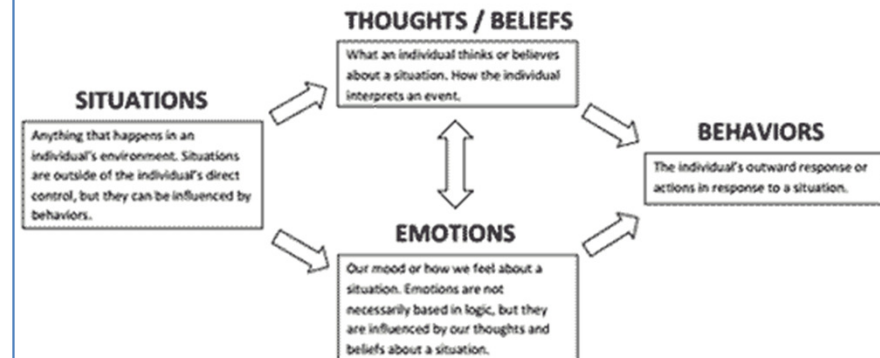 THOUGHTS / BELIEFS
What an individual thinks or believes
about a situation. How the individual
interprets an event.
SITUATIONS
Anything that happens in an
individual's environment. Situations
are outside of the individual's direct
control, but they can be influenced by
behaviors.
BEHAVIORS
The individual's outward response or
actions in response to a situation.
EMOTIONS
Our mood or how we feel about a
situation. Emotions are not
necessarily based in logic, but they
are influenced by our thoughts and
beliefs about a situation.